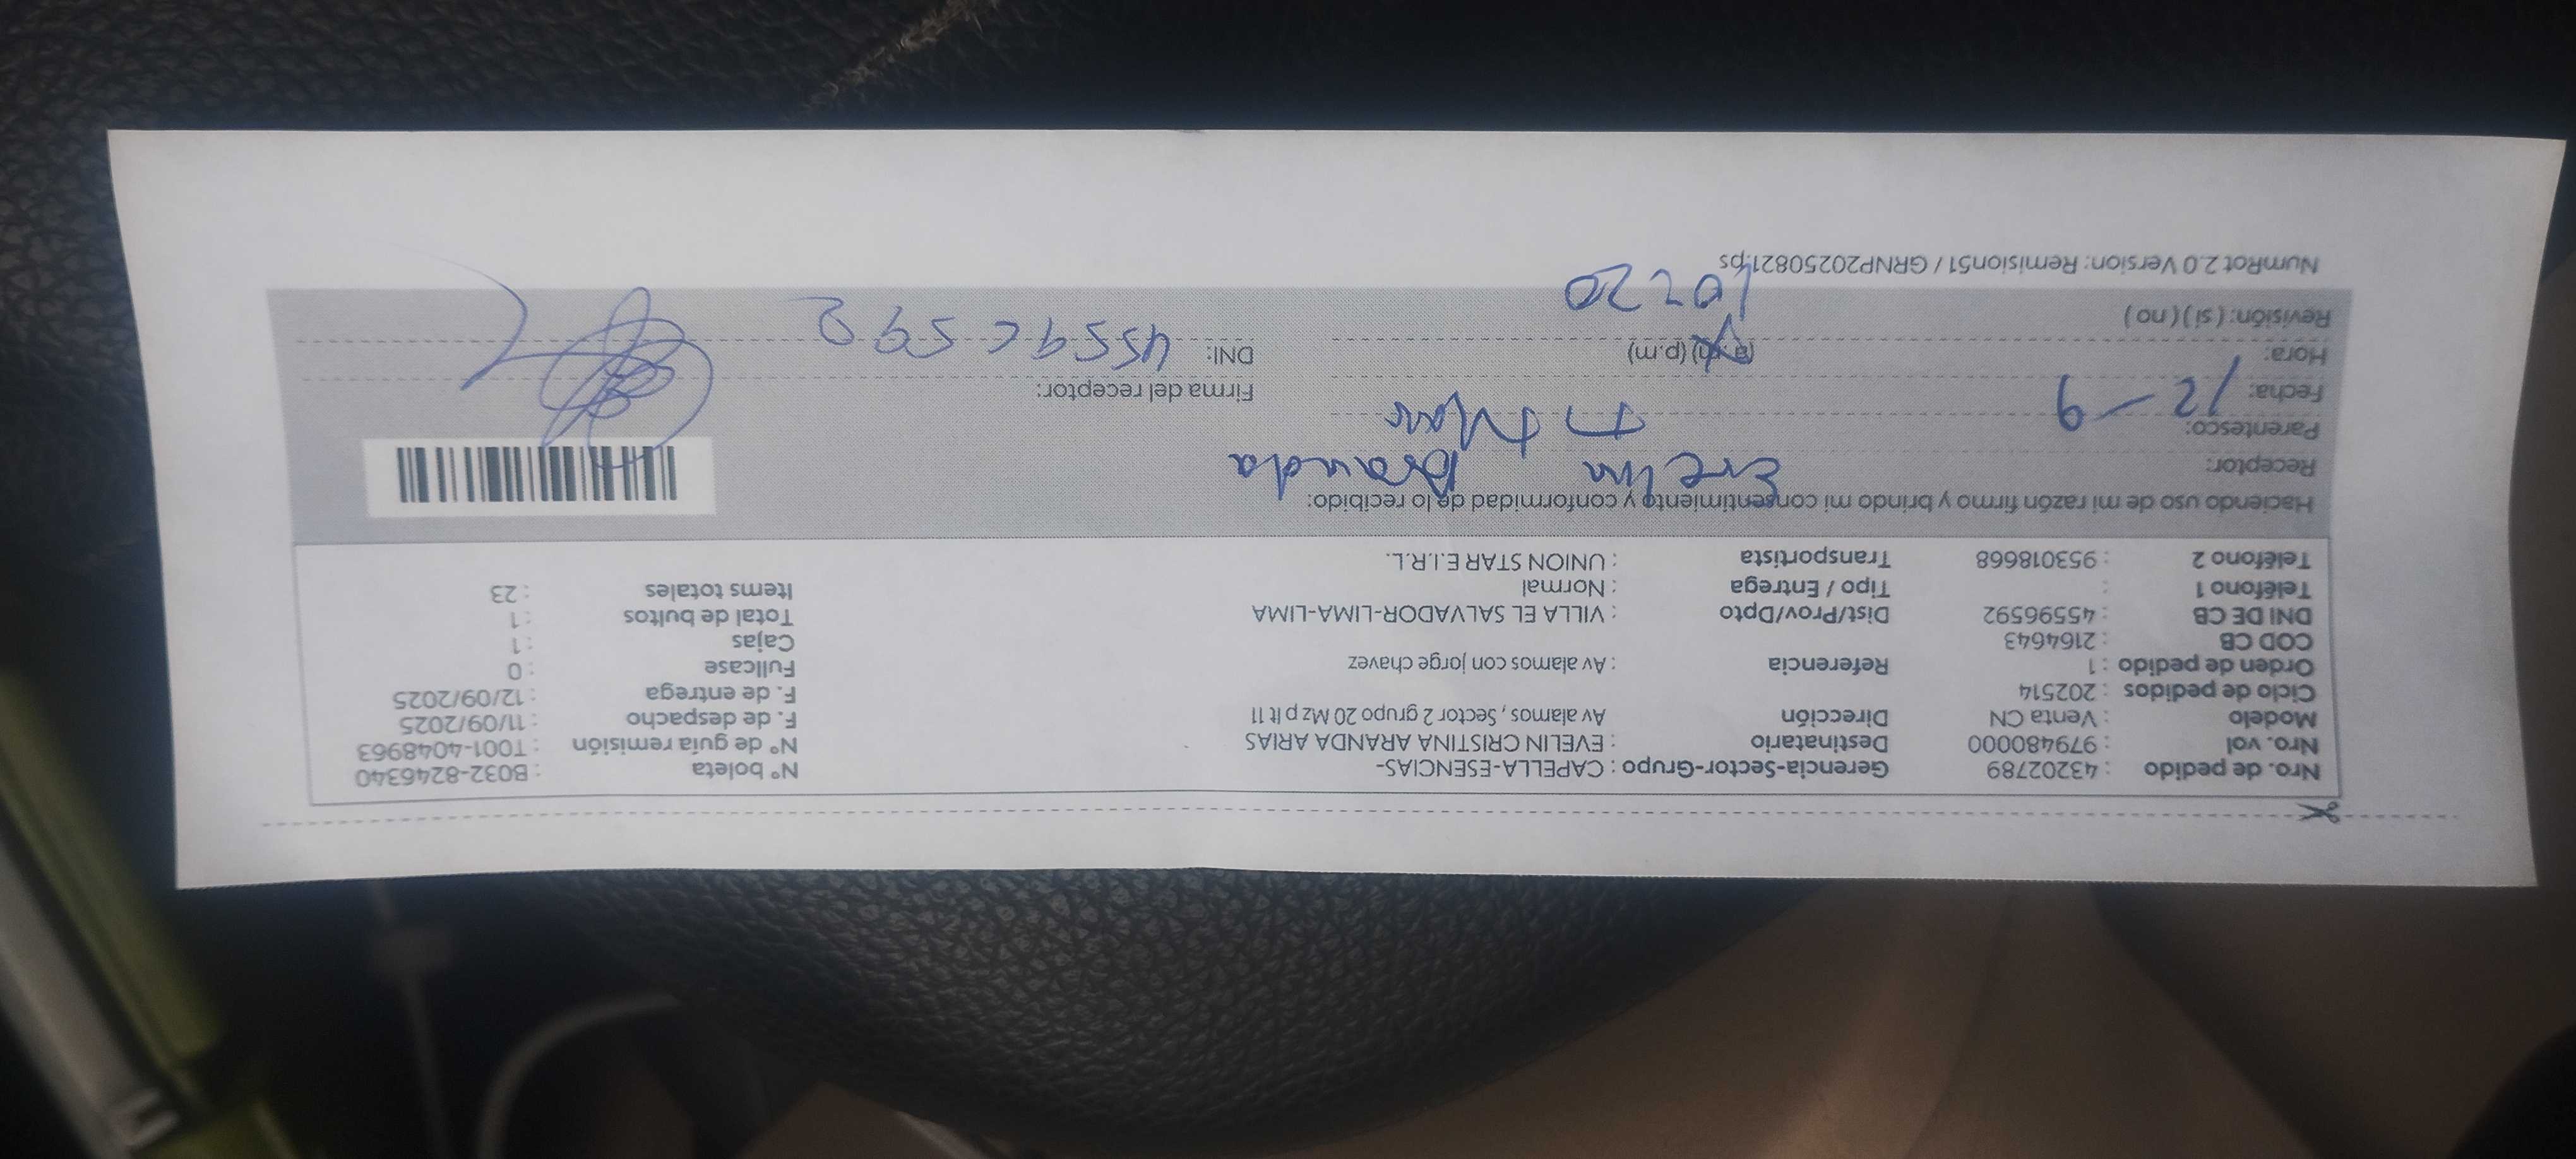 Nro. de pedido : 43202789 Gerencia-Sector-Grupo : CAPELLA-ESENCIAS- N° boleta : B032-8246340
Nro. vol : 979480000 Destinatario : EVELIN CRISTINA ARANDA ARIAS N° de guía remisión : T001-4048963
Modelo : Venta CN Dirección Av alamos , Sector 2 grupo 20 Mz p lt 11 F. de despacho : 11/09/2025
Ciclo de pedidos : 202514 F. de entrega : 12/09/2025
Orden de pedido : 1 Referencia : Av alamos con jorge chavez Fullcase : 0
COD CB : 2164643 Cajas : 1
DNI DE CB : 45596592 Dist/Prov/Dpto : VILLA EL SALVADOR-LIMA-LIMA Total de bultos : 1
Teléfono 1 : Tipo / Entrega : Normal Items totales : 23
Teléfono 2 : 953018668 Transportista : UNION STAR E.I.R.L.
Haciendo uso de mi razón firmo y brindo mi consentimiento y conformidad de lo recibido:
Receptor: Evelin Aranda
Parentesco:
Fecha: 12-9 Firma del receptor:
Hora: (a.m) (p.m) DNI: 45596592
Revisión: ( si ) ( no ) 10:20
NumRot 2.0 Version: Remision51 / GRNP20250821.ps